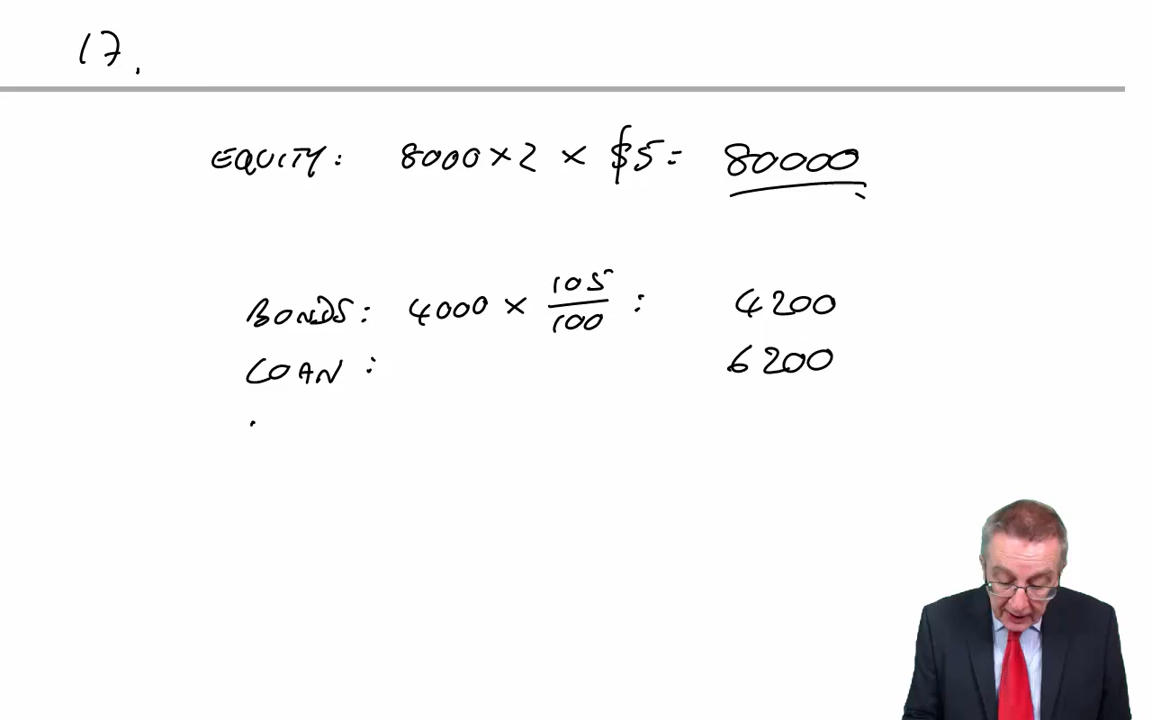 17.
EQUITY: 8000 × 2 × $5 = 80000
BONDS: 4000 × 105/100 : 4200
LOAN : 6200